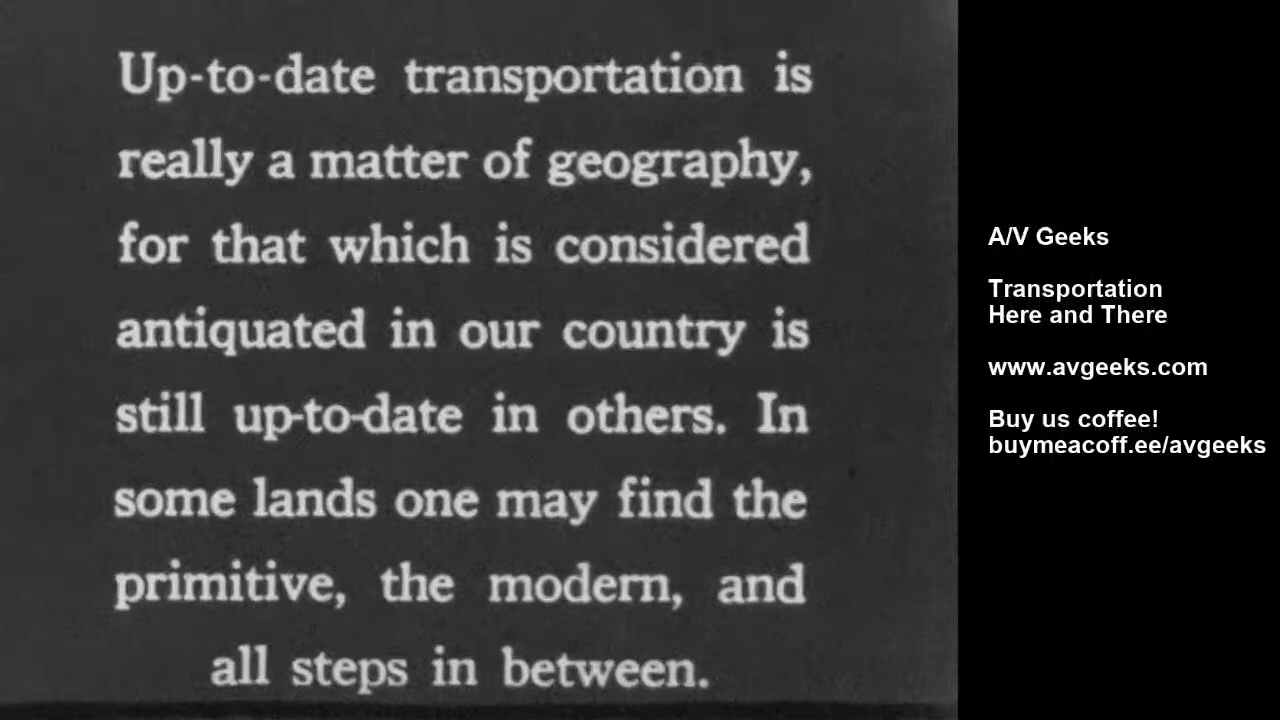 Up-to-date transportation is
really a matter of geography,
for that which is considered
antiquated in our country is
still up-to-date in others. In
some lands one may find the
primitive, the modern, and
all steps in between.
A/V Geeks
Transportation
Here and There
www.avgeeks.com
Buy us coffee!
buymeacoff.ee/avgeeks